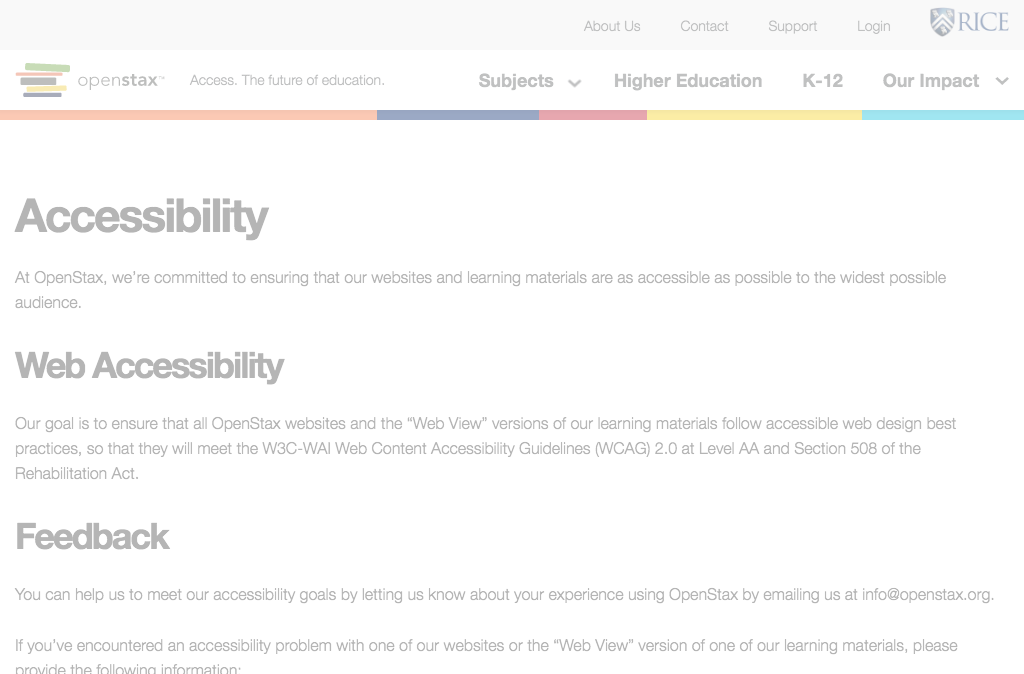 About Us Contact Support Login RICE
openstax™ Access. The future of education. Subjects Higher Education K-12 Our Impact
Accessibility
At OpenStax, we’re committed to ensuring that our websites and learning materials are as accessible as possible to the widest possible
audience.
Web Accessibility
Our goal is to ensure that all OpenStax websites and the “Web View” versions of our learning materials follow accessible web design best
practices, so that they will meet the W3C-WAI Web Content Accessibility Guidelines (WCAG) 2.0 at Level AA and Section 508 of the
Rehabilitation Act.
Feedback
You can help us to meet our accessibility goals by letting us know about your experience using OpenStax by emailing us at info@openstax.org.
If you’ve encountered an accessibility problem with one of our websites or the “Web View” version of one of our learning materials, please
provide the following information: